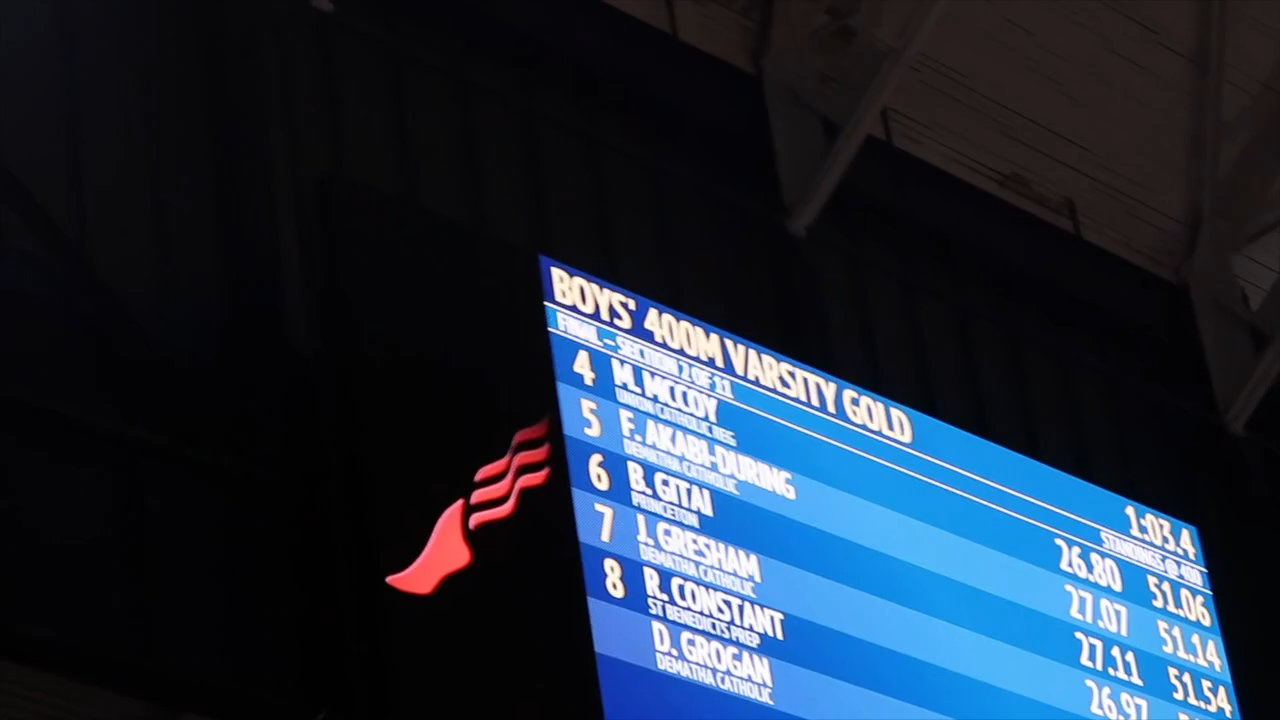 BOYS' 400M VARSITY GOLD
FINAL - SECTION 2 OF 11
1:03.4
STANDINGS @ 400
4 M. MCCOY 26.80 51.06
UNION CATHOLIC REG
5 F. AKABI-DURING 27.07 51.14
DEMATHA CATHOLIC
6 B. GITAI 27.11 51.54
PRINCETON
7 J. GRESHAM 26.97
DEMATHA CATHOLIC
8 R. CONSTANT
ST BENEDICTS PREP
D. GROGAN
DEMATHA CATHOLIC